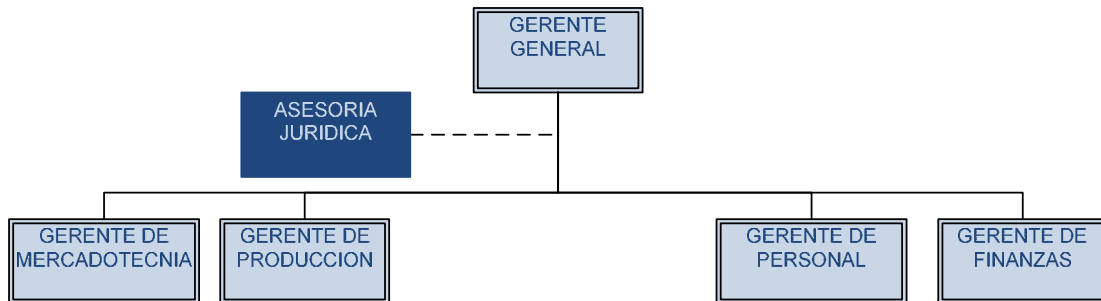 GERENTE
GENERAL
ASESORIA
JURIDICA
GERENTE DE
MERCADOTECNIA
GERENTE DE
PRODUCCION
GERENTE DE
PERSONAL
GERENTE DE
FINANZAS